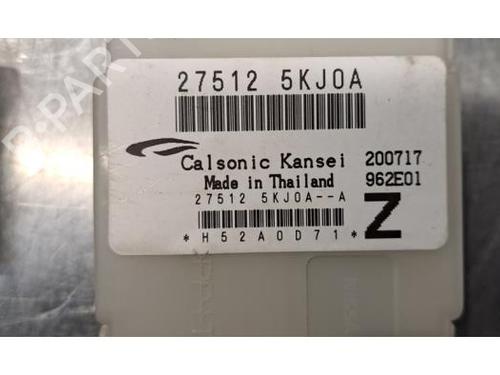 27512 5KJ0A
Calsonic Kansei 200717
Made in Thailand 962E01
27512 5KJ0A--A
*H52A0D71* Z